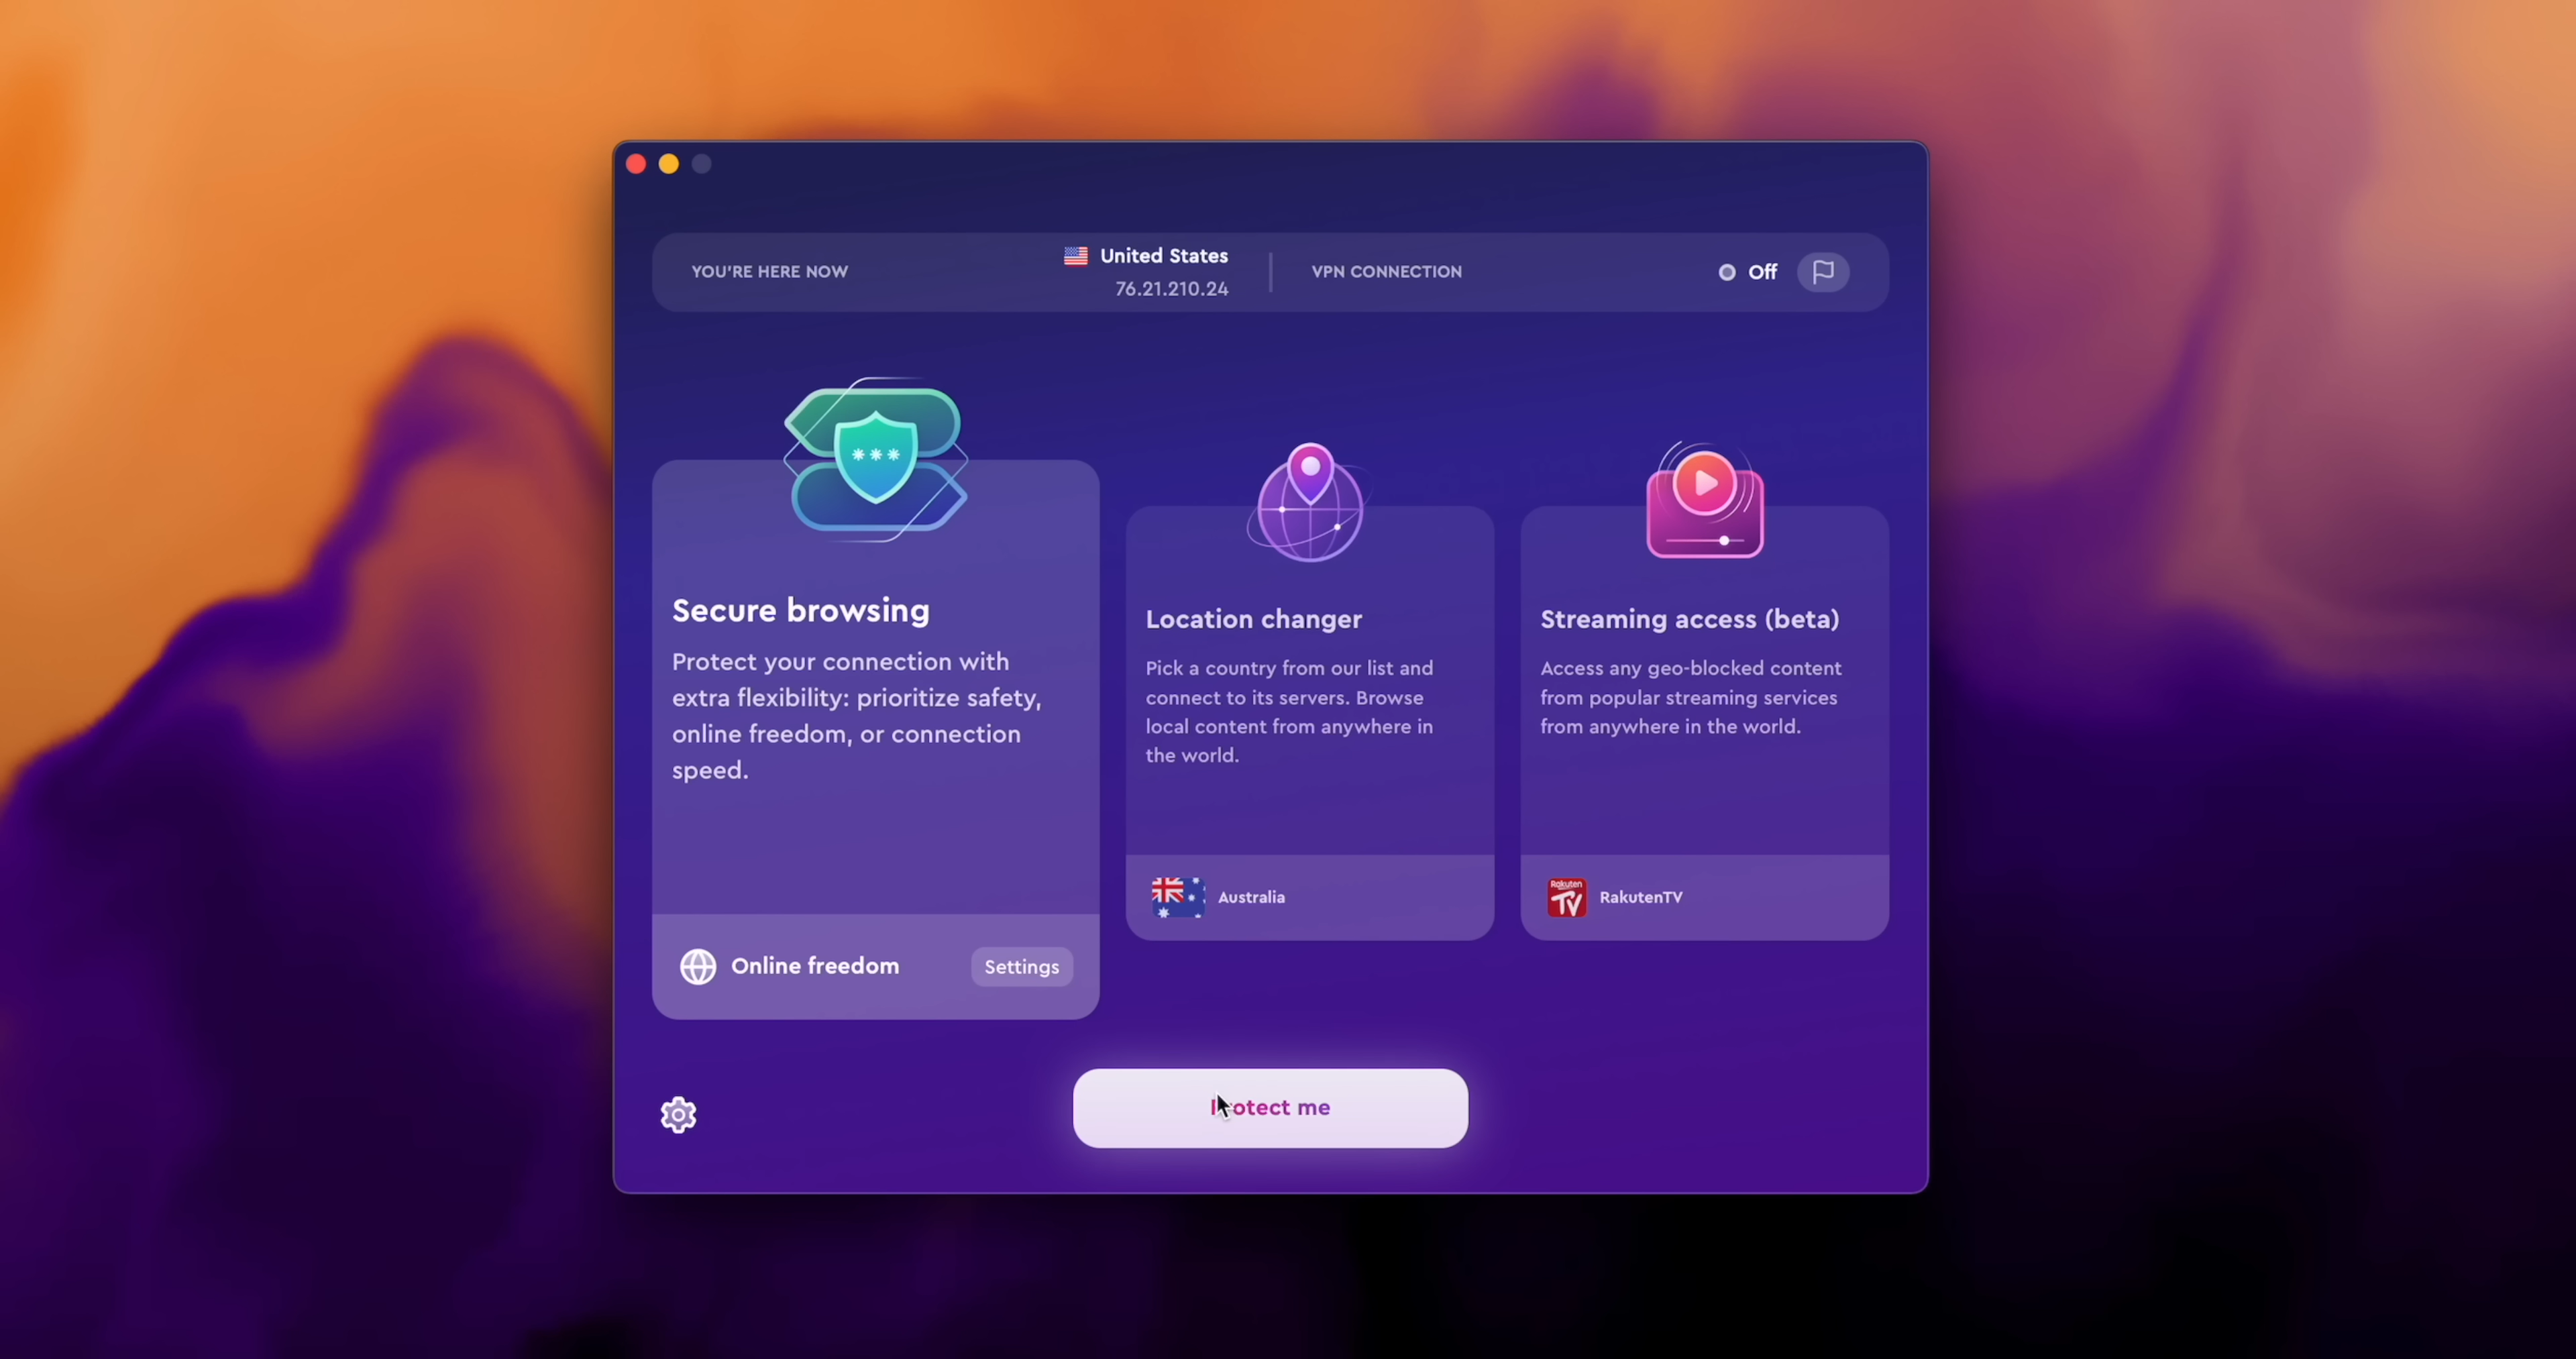 YOU'RE HERE NOW
United States
76.21.210.24
VPN CONNECTION
Off
Secure browsing
Protect your connection with
extra flexibility: prioritize safety,
online freedom, or connection
speed.
Online freedom
Settings
Location changer
Pick a country from our list and
connect to its servers. Browse
local content from anywhere in
the world.
Australia
Streaming access (beta)
Access any geo-blocked content
from popular streaming services
from anywhere in the world.
Rakuten
TV
RakutenTV
Protect me